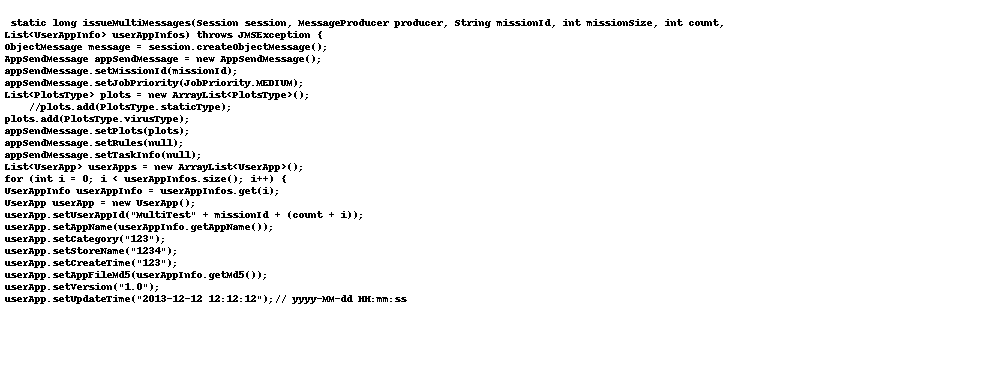 static long issueMultiMessages(Session session, MessageProducer producer, String missionId, int missionSize, int count,
List<UserAppInfo> userAppInfos) throws JMSException {
ObjectMessage message = session.createObjectMessage();
AppSendMessage appSendMessage = new AppSendMessage();
appSendMessage.setMissionId(missionId);
appSendMessage.setJobPriority(JobPriority.MEDIUM);
List<PlotsType> plots = new ArrayList<PlotsType>();
//plots.add(PlotsType.staticType);
plots.add(PlotsType.virusType);
appSendMessage.setPlots(plots);
appSendMessage.setRules(null);
appSendMessage.setTaskInfo(null);
List<UserApp> userApps = new ArrayList<UserApp>();
for (int i = 0; i < userAppInfos.size(); i++) {
UserAppInfo userAppInfo = userAppInfos.get(i);
UserApp userApp = new UserApp();
userApp.setUserAppId("MultiTest" + missionId + (count + i));
userApp.setAppName(userAppInfo.getAppName());
userApp.setCategory("123");
userApp.setStoreName("1234");
userApp.setCreateTime("123");
userApp.setAppFileMd5(userAppInfo.getMd5());
userApp.setVersion("1.0");
userApp.setUpdateTime("2013-12-12 12:12:12");// yyyy-MM-dd HH:mm:ss